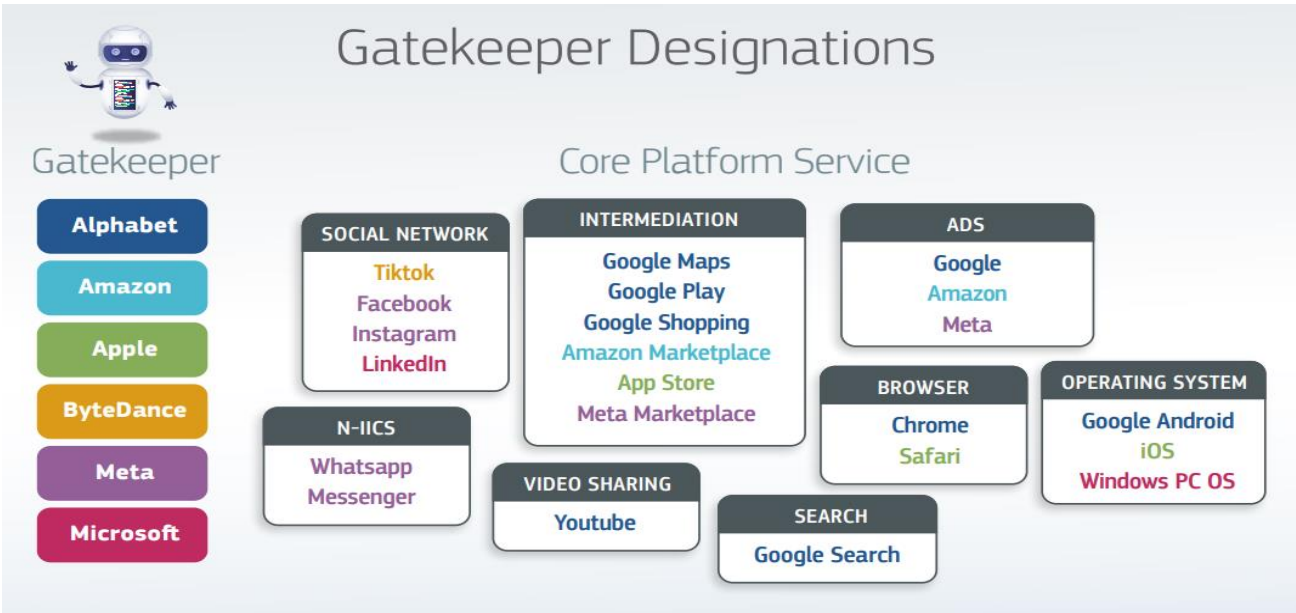 Gatekeeper Designations
Gatekeeper
Core Platform Service
Alphabet
Amazon
Apple
ByteDance
Meta
Microsoft
SOCIAL NETWORK
Tiktok
Facebook
Instagram
LinkedIn
N-IICS
Whatsapp
Messenger
INTERMEDIATION
Google Maps
Google Play
Google Shopping
Amazon Marketplace
App Store
Meta Marketplace
VIDEO SHARING
Youtube
ADS
Google
Amazon
Meta
BROWSER
Chrome
Safari
OPERATING SYSTEM
Google Android
iOS
Windows PC OS
SEARCH
Google Search